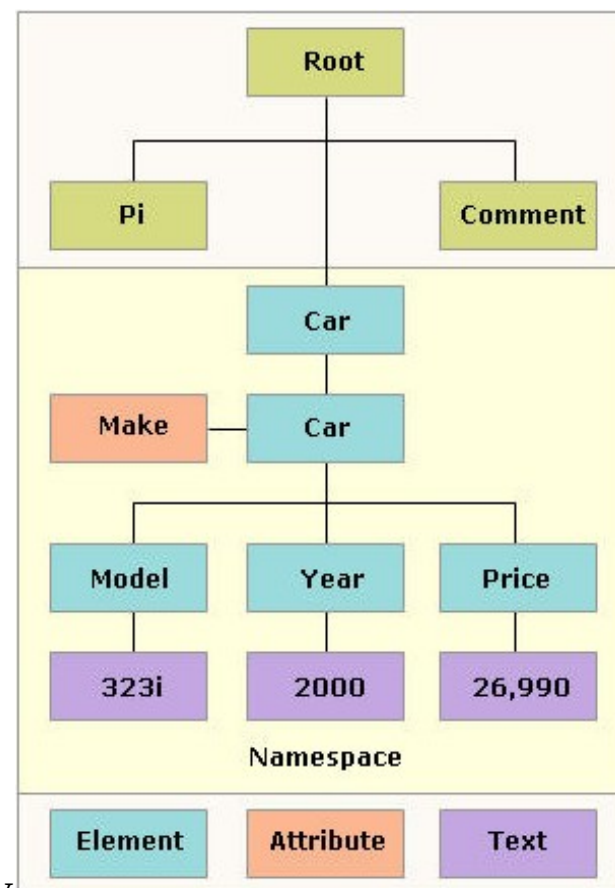 Root
Pi
Comment
Car
Make
Car
Model
Year
Price
323i
2000
26,990
Namespace
Element
Attribute
Text